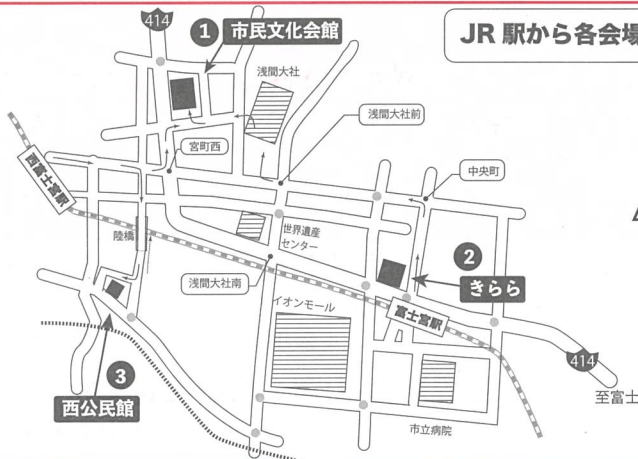 414
1 市民文化会館
JR 駅から各会場
浅間大社
浅間大社前
宮町西
中央町
西富士宮駅
陸橋
世界遺産
センター
2
きらら
浅間大社南
イオンモール
富士宮駅
3
西公民館
414
至富士
市立病院